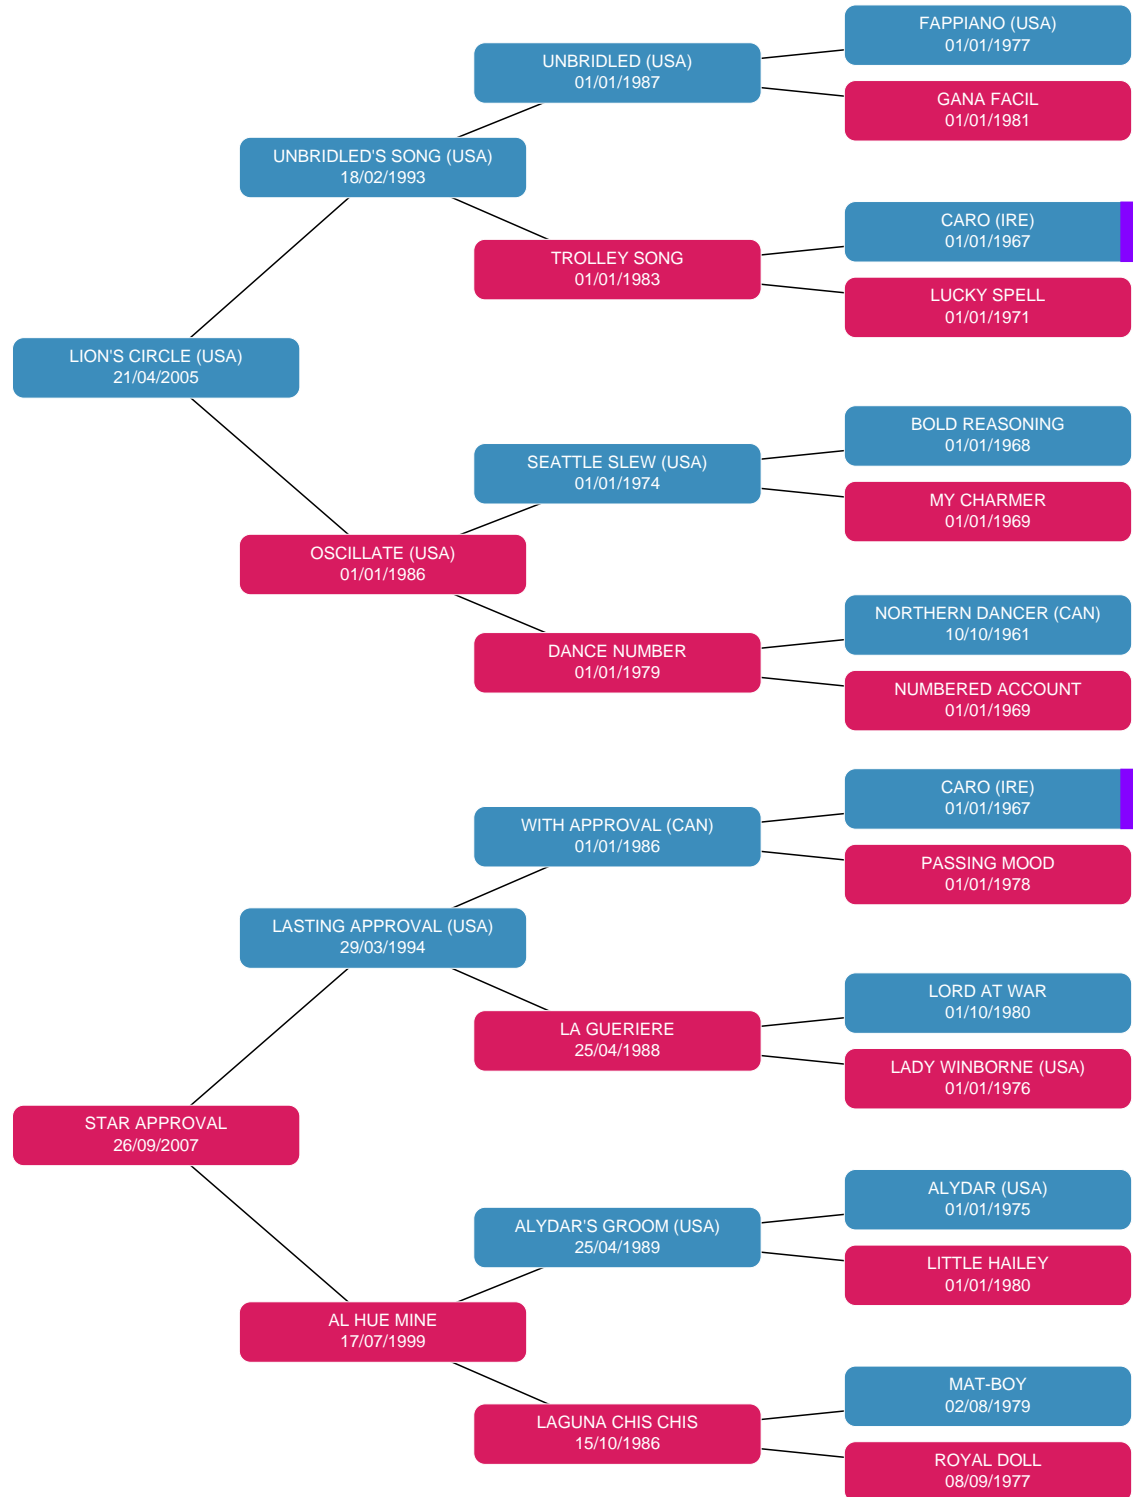 FAPPIANO (USA)
01/01/1977
UNBRIDLED (USA)
01/01/1987
GANA FACIL
01/01/1981
UNBRIDLED'S SONG (USA)
18/02/1993
CARO (IRE)
01/01/1967
TROLLEY SONG
01/01/1983
LUCKY SPELL
01/01/1971
LION'S CIRCLE (USA)
21/04/2005
BOLD REASONING
01/01/1968
SEATTLE SLEW (USA)
01/01/1974
MY CHARMER
01/01/1969
OSCILLATE (USA)
01/01/1986
NORTHERN DANCER (CAN)
10/10/1961
DANCE NUMBER
01/01/1979
NUMBERED ACCOUNT
01/01/1969
CARO (IRE)
01/01/1967
WITH APPROVAL (CAN)
01/01/1986
PASSING MOOD
01/01/1978
LASTING APPROVAL (USA)
29/03/1994
LORD AT WAR
01/10/1980
LA GUERIERE
25/04/1988
LADY WINBORNE (USA)
01/01/1976
STAR APPROVAL
26/09/2007
ALYDAR (USA)
01/01/1975
ALYDAR'S GROOM (USA)
25/04/1989
LITTLE HAILEY
01/01/1980
AL HUE MINE
17/07/1999
MAT-BOY
02/08/1979
LAGUNA CHIS CHIS
15/10/1986
ROYAL DOLL
08/09/1977